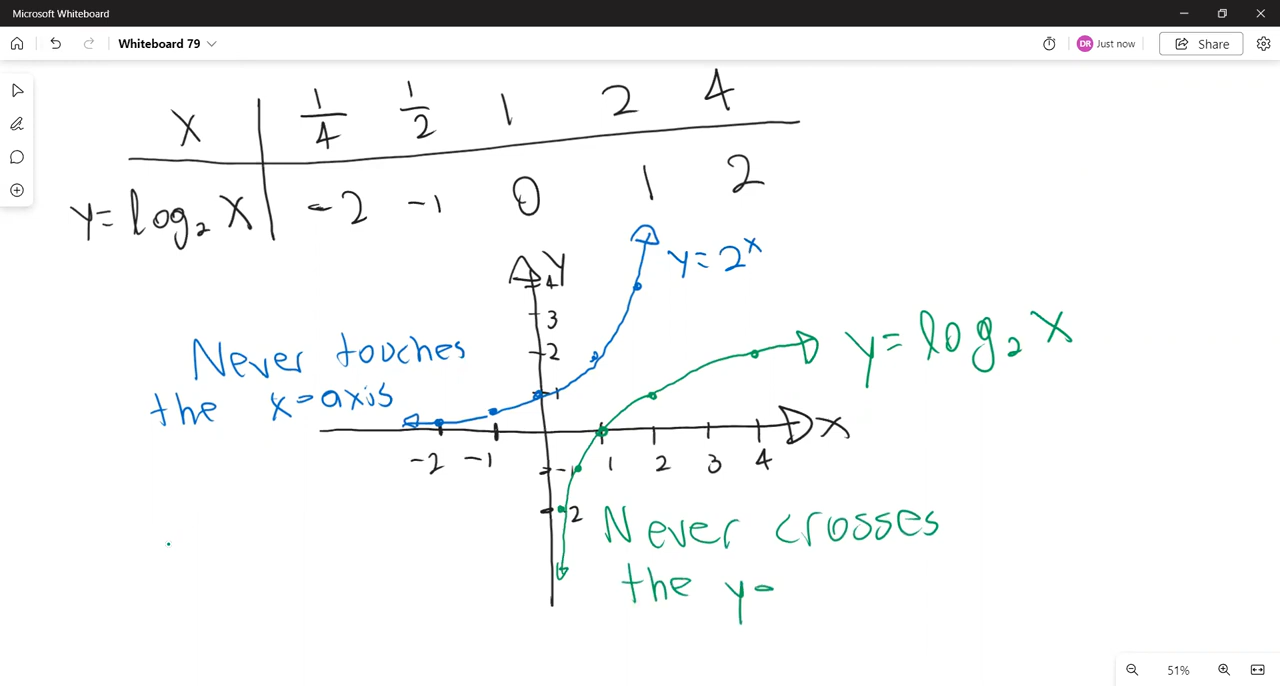 Microsoft Whiteboard
Whiteboard 79
DR Just now Share
x 1/4 1/2 1 2 4
y = log₂ x -2 -1 0 1 2
Y
4
3
2
1
y = 2ˣ
y = log₂ x
Never touches
the x-axis
X
-2 -1 1 2 3 4
-1
2
Never crosses
the y-
51%